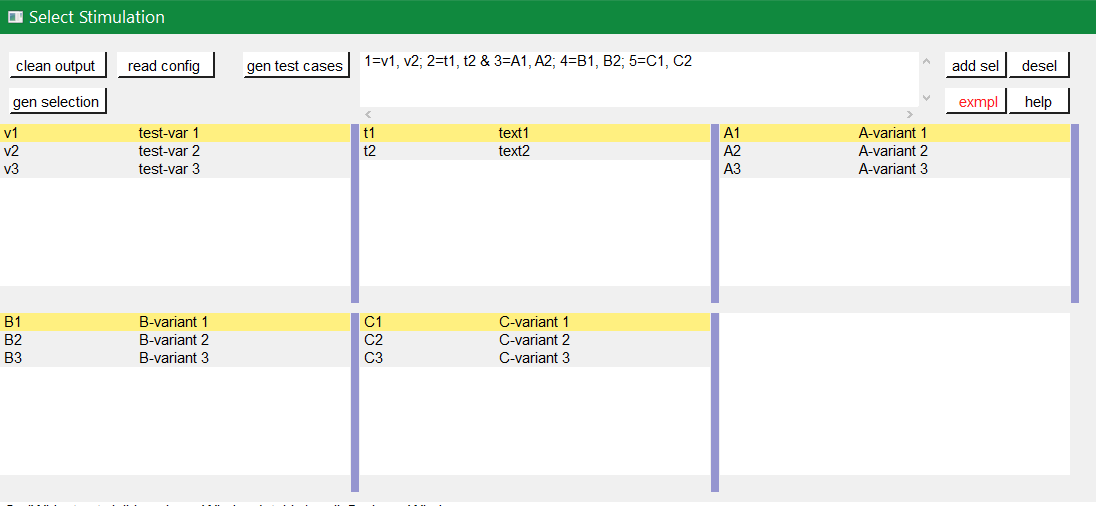 Select Stimulation
clean output read config gen test cases 1=v1, v2; 2=t1, t2 & 3=A1, A2; 4=B1, B2; 5=C1, C2 add sel desel
gen selection exmpl help
v1 test-var 1 t1 text1 A1 A-variant 1
v2 test-var 2 t2 text2 A2 A-variant 2
v3 test-var 3 A3 A-variant 3
B1 B-variant 1 C1 C-variant 1
B2 B-variant 2 C2 C-variant 2
B3 B-variant 3 C3 C-variant 3